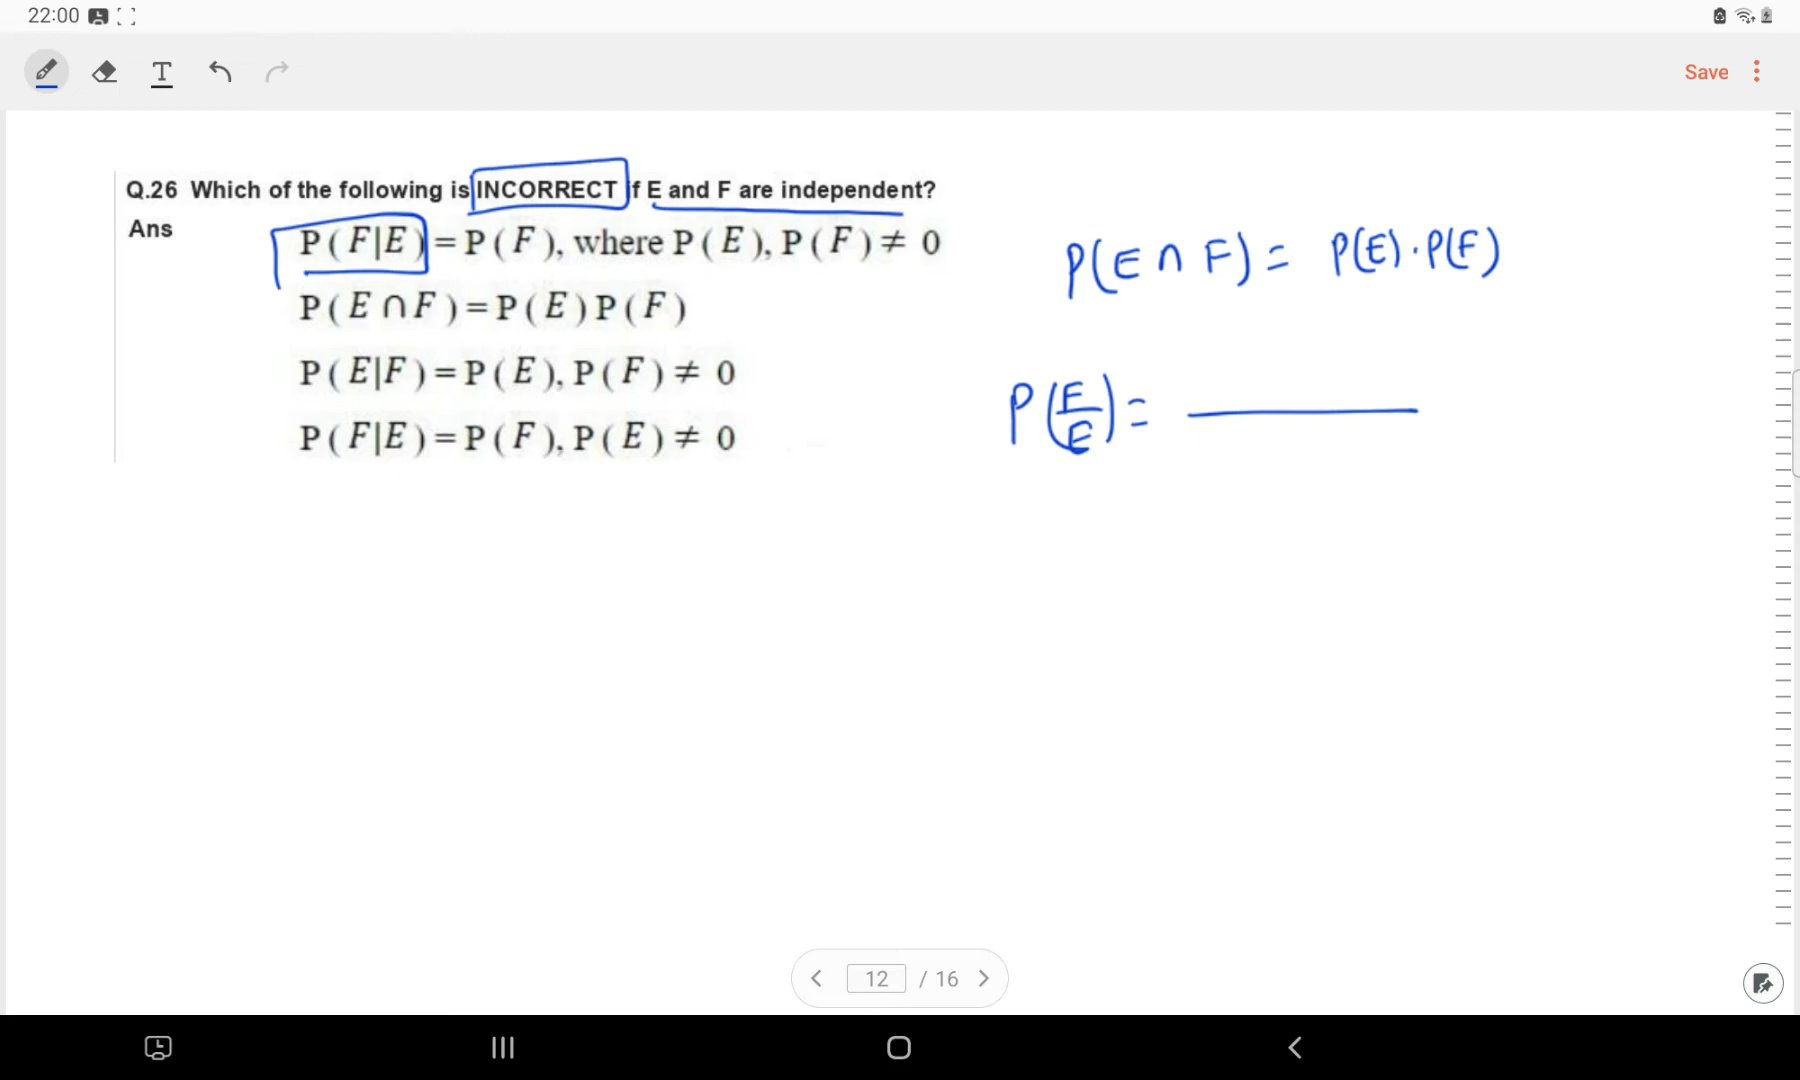 22:00
Save
Q.26 Which of the following is INCORRECT if E and F are independent?
Ans
P(F|E)=P(F), where P(E), P(F)≠ 0
P(E∩F)=P(E)P(F)
P(E|F)=P(E), P(F)≠ 0
P(F|E)=P(F), P(E)≠ 0
P(E∩F)= P(E).P(F)
P(F/E)=
12 / 16